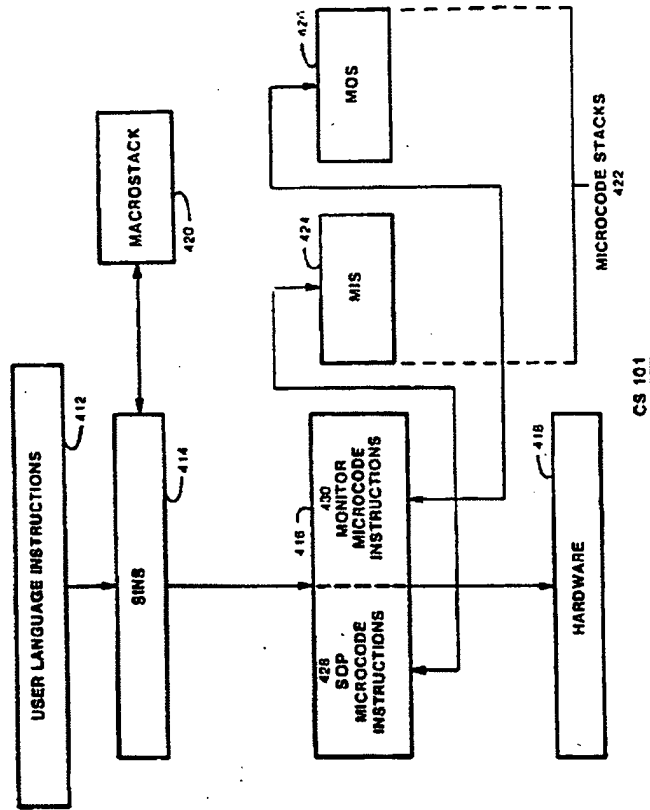 USER LANGUAGE INSTRUCTIONS
412
SINS
414
MACROSTACK
420
428
SOP
MICROCODE
INSTRUCTIONS
416
430
MONITOR
MICROCODE
INSTRUCTIONS
HARDWARE
418
MIS
424
MOS
MICROCODE STACKS
422
CS 101